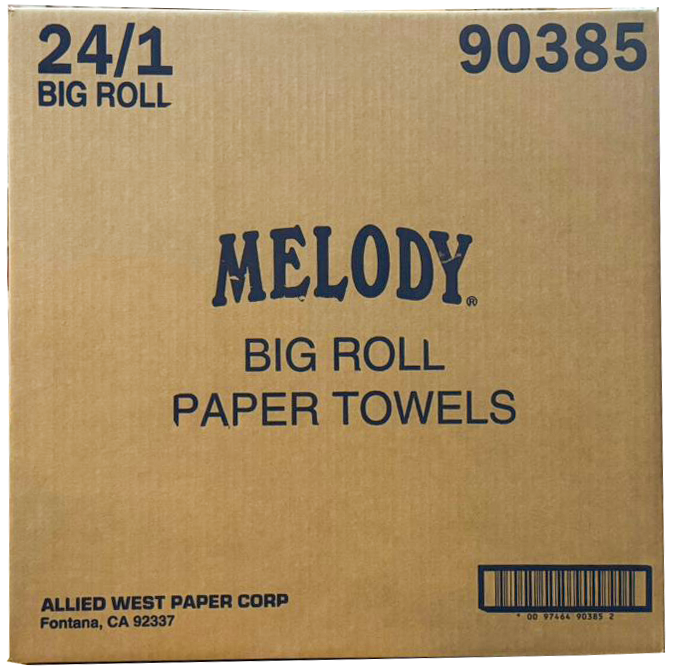 24/1 90385
BIG ROLL
MELODY®
BIG ROLL
PAPER TOWELS
ALLIED WEST PAPER CORP
Fontana, CA 92337
* 00 97464 90385 2